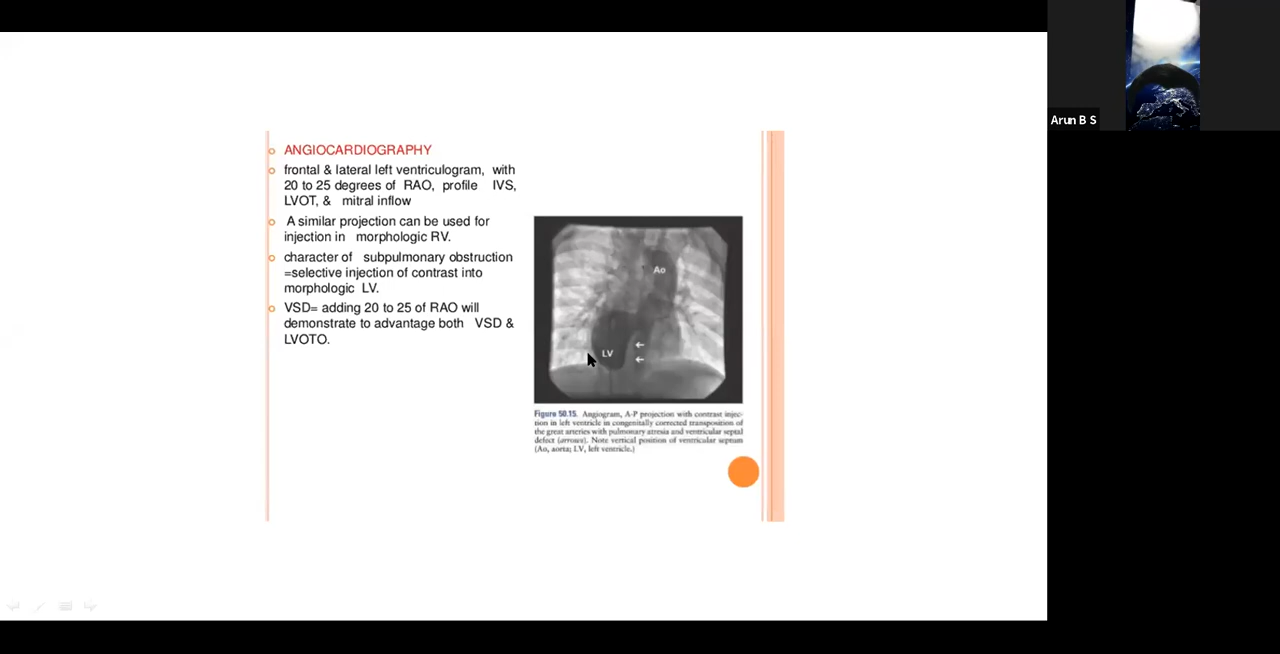 ANGIOCARDIOGRAPHY
frontal & lateral left ventriculogram, with
20 to 25 degrees of RAO, profile IVS,
LVOT, & mitral inflow
A similar projection can be used for
injection in morphologic RV.
character of subpulmonary obstruction
=selective injection of contrast into
morphologic LV.
VSD= adding 20 to 25 of RAO will
demonstrate to advantage both VSD &
LVOTO.
Ao
LV
Figure 50.15. Angiogram, A-P projection with contrast injec-
tion in left ventricle in congenitally corrected transposition of
the great arteries with pulmonary atresia and ventricular septal
defect (arrows). Note vertical position of ventricular septum
(Ao, aorta; LV, left ventricle.)
Arun B S